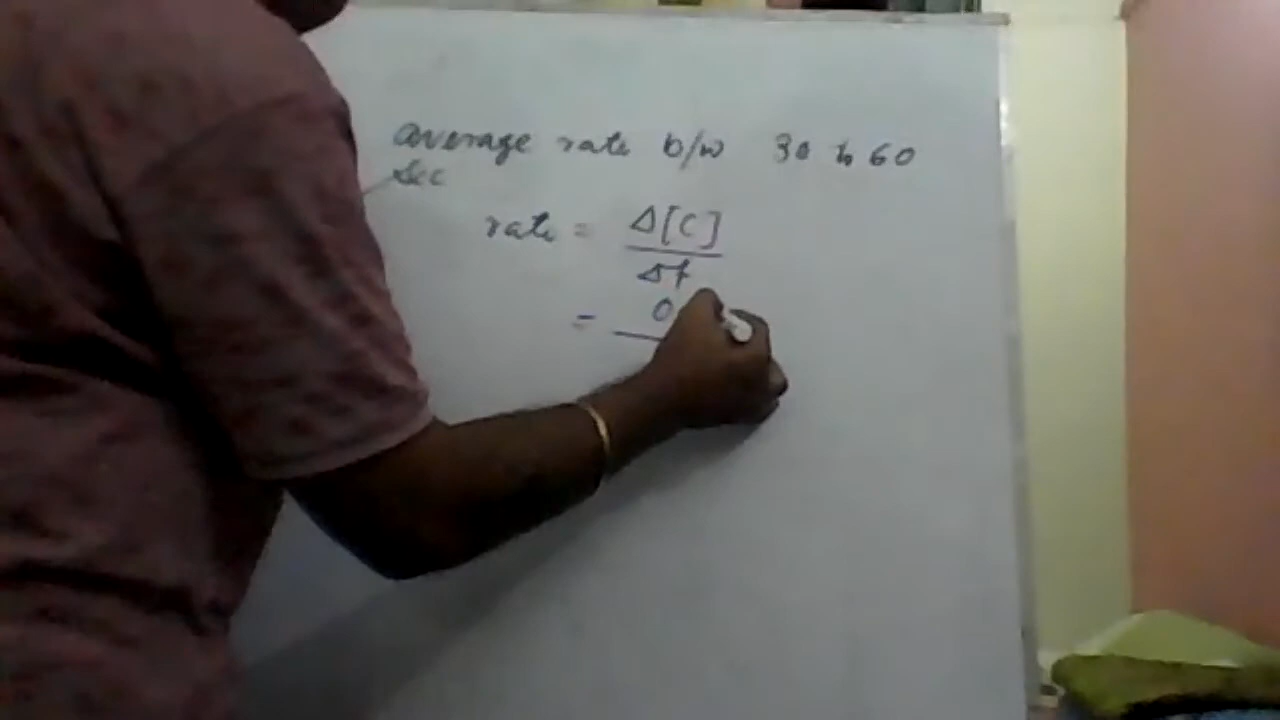 average rate b/w 30 to 60
Sec
rate = Δ[C]
Δt
= 0